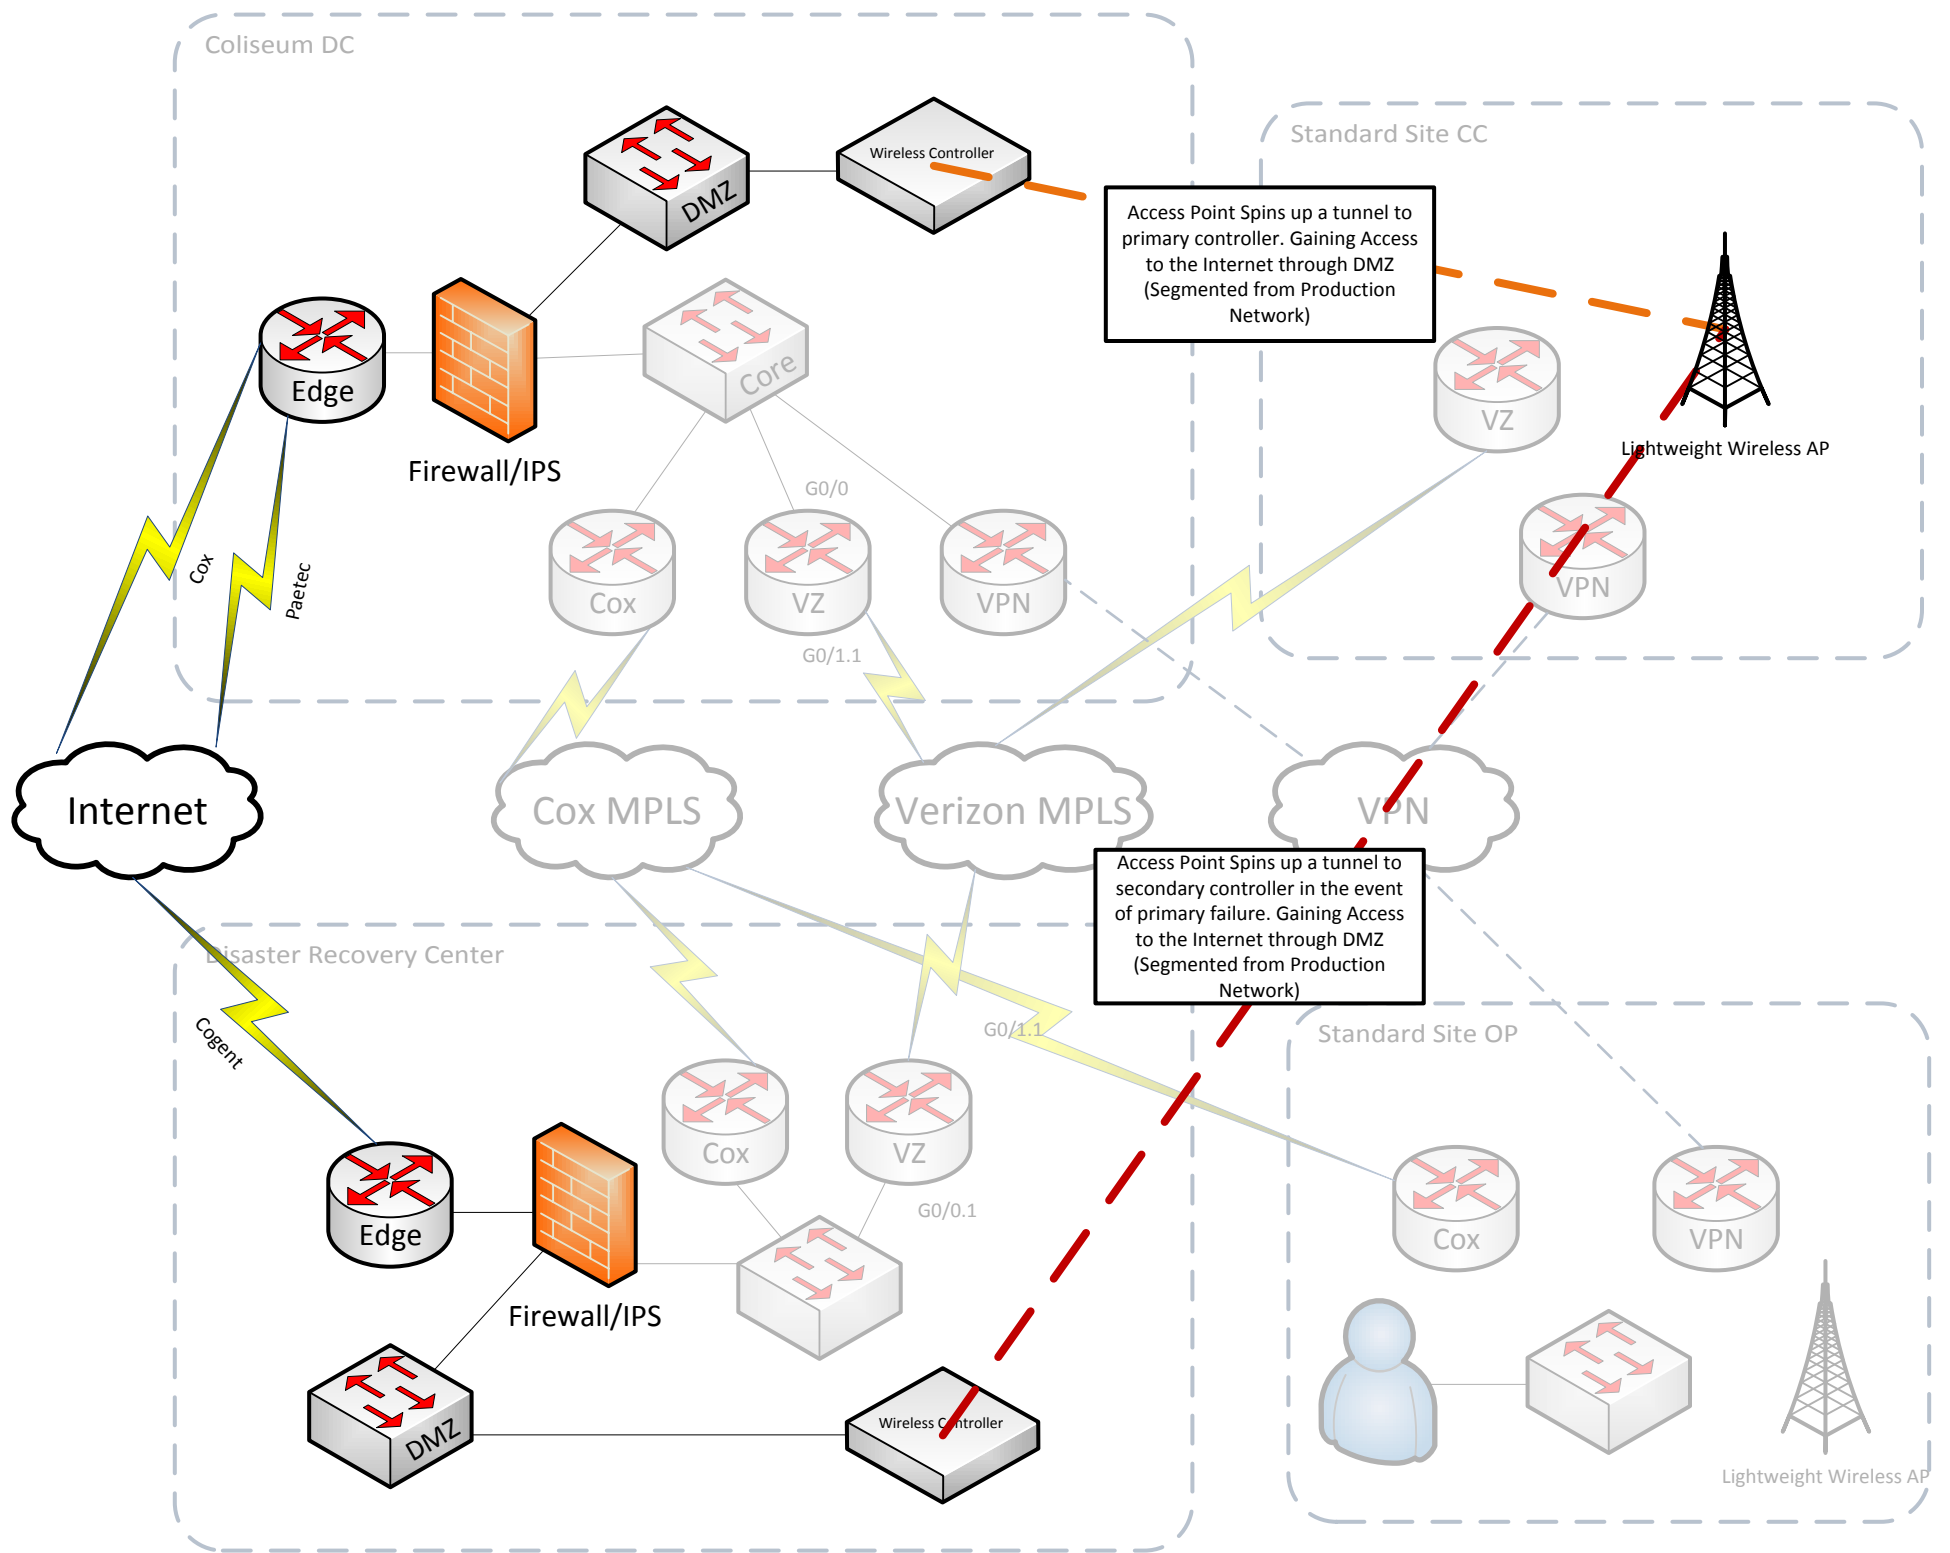 Coliseum DC
Standard Site CC
Wireless Controller
DMZ
Access Point Spins up a tunnel to
primary controller. Gaining Access
to the Internet through DMZ
(Segmented from Production
Network)
Edge
Firewall/IPS
Core
VZ
Lightweight Wireless AP
G0/0
Cox
Paetec
Cox
VZ
VPN
VPN
G0/1.1
Internet
Cox MPLS
Verizon MPLS
VPN
Access Point Spins up a tunnel to
secondary controller in the event
of primary failure. Gaining Access
to the Internet through DMZ
(Segmented from Production
Network)
Disaster Recovery Center
Cogent
G0/1.1
Standard Site OP
Cox
VZ
G0/0.1
Edge
Cox
VPN
Firewall/IPS
DMZ
Wireless Controller
Lightweight Wireless AP